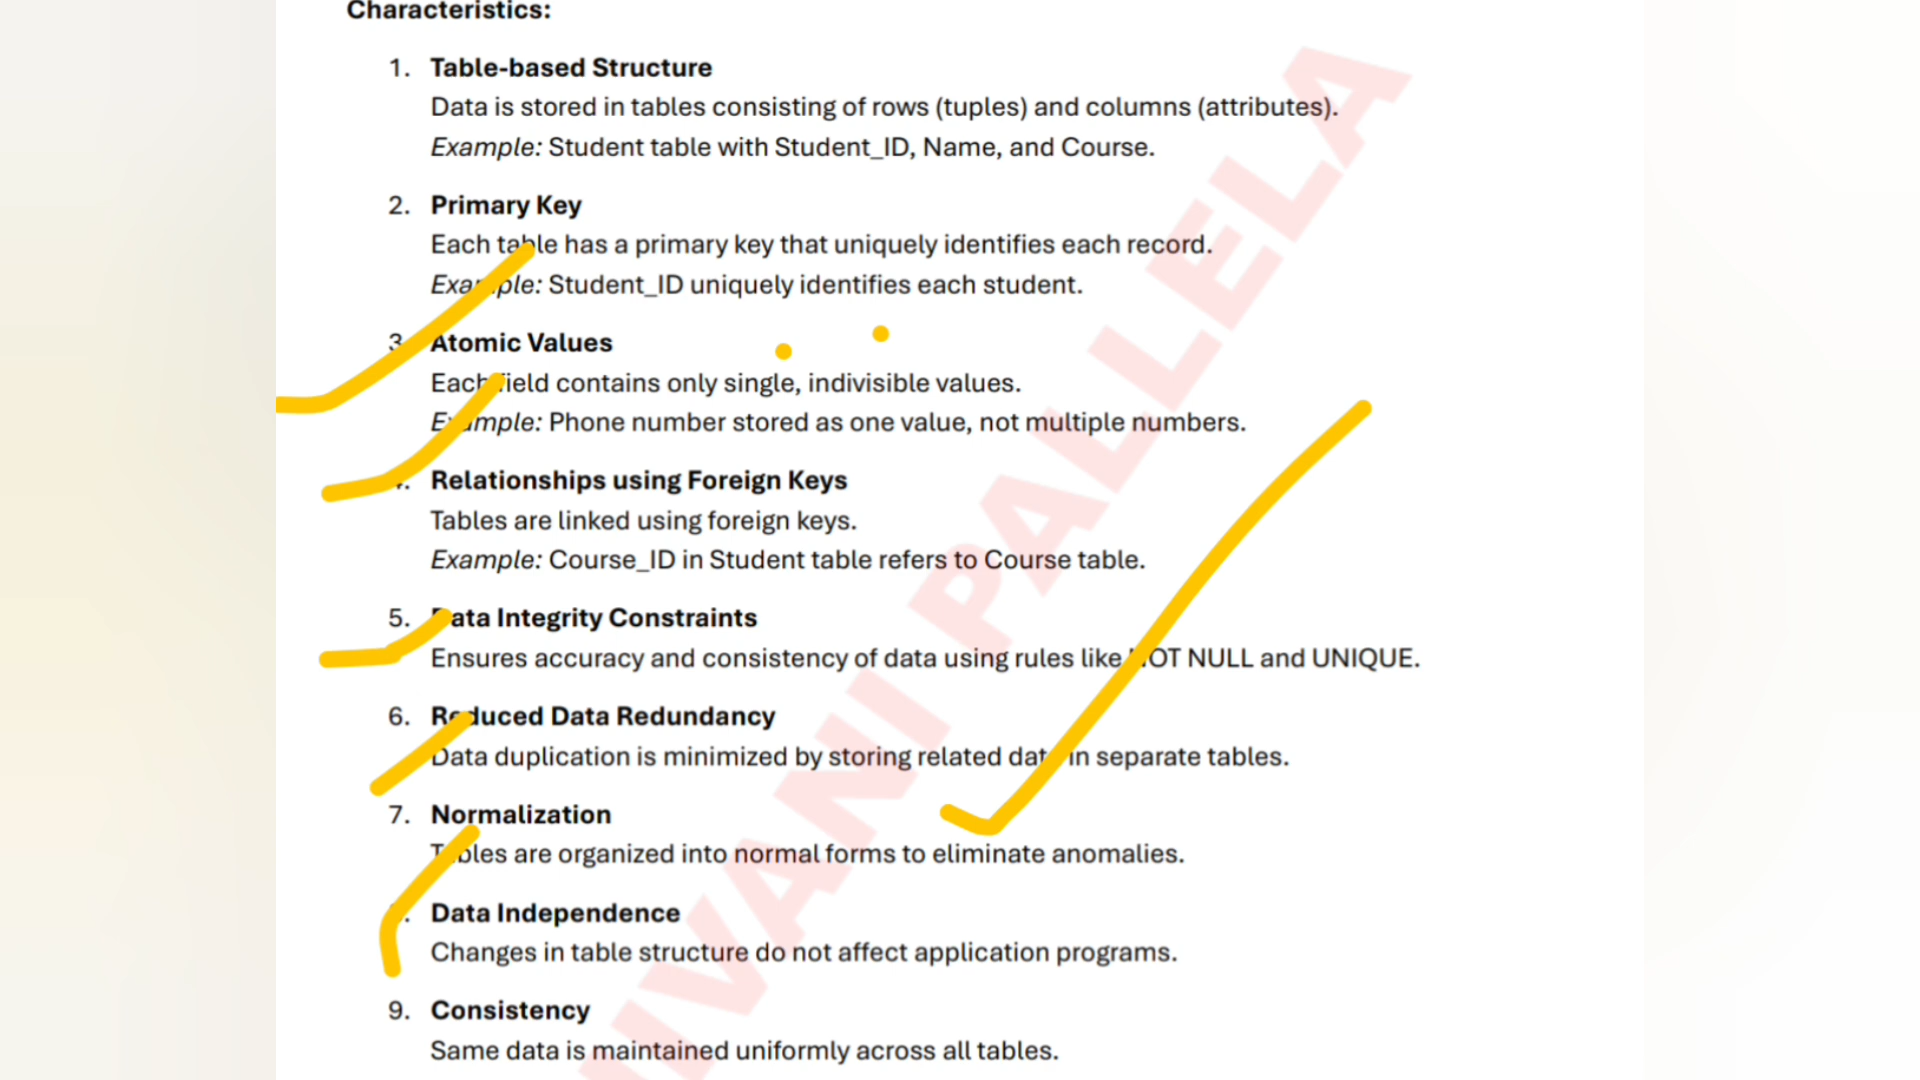 Characteristics:
1. Table-based Structure
Data is stored in tables consisting of rows (tuples) and columns (attributes).
Example: Student table with Student_ID, Name, and Course.
2. Primary Key
Each table has a primary key that uniquely identifies each record.
Example: Student_ID uniquely identifies each student.
3. Atomic Values
Each field contains only single, indivisible values.
Example: Phone number stored as one value, not multiple numbers.
4. Relationships using Foreign Keys
Tables are linked using foreign keys.
Example: Course_ID in Student table refers to Course table.
5. Data Integrity Constraints
Ensures accuracy and consistency of data using rules like NOT NULL and UNIQUE.
6. Reduced Data Redundancy
Data duplication is minimized by storing related data in separate tables.
7. Normalization
Tables are organized into normal forms to eliminate anomalies.
8. Data Independence
Changes in table structure do not affect application programs.
9. Consistency
Same data is maintained uniformly across all tables.
PALLELA